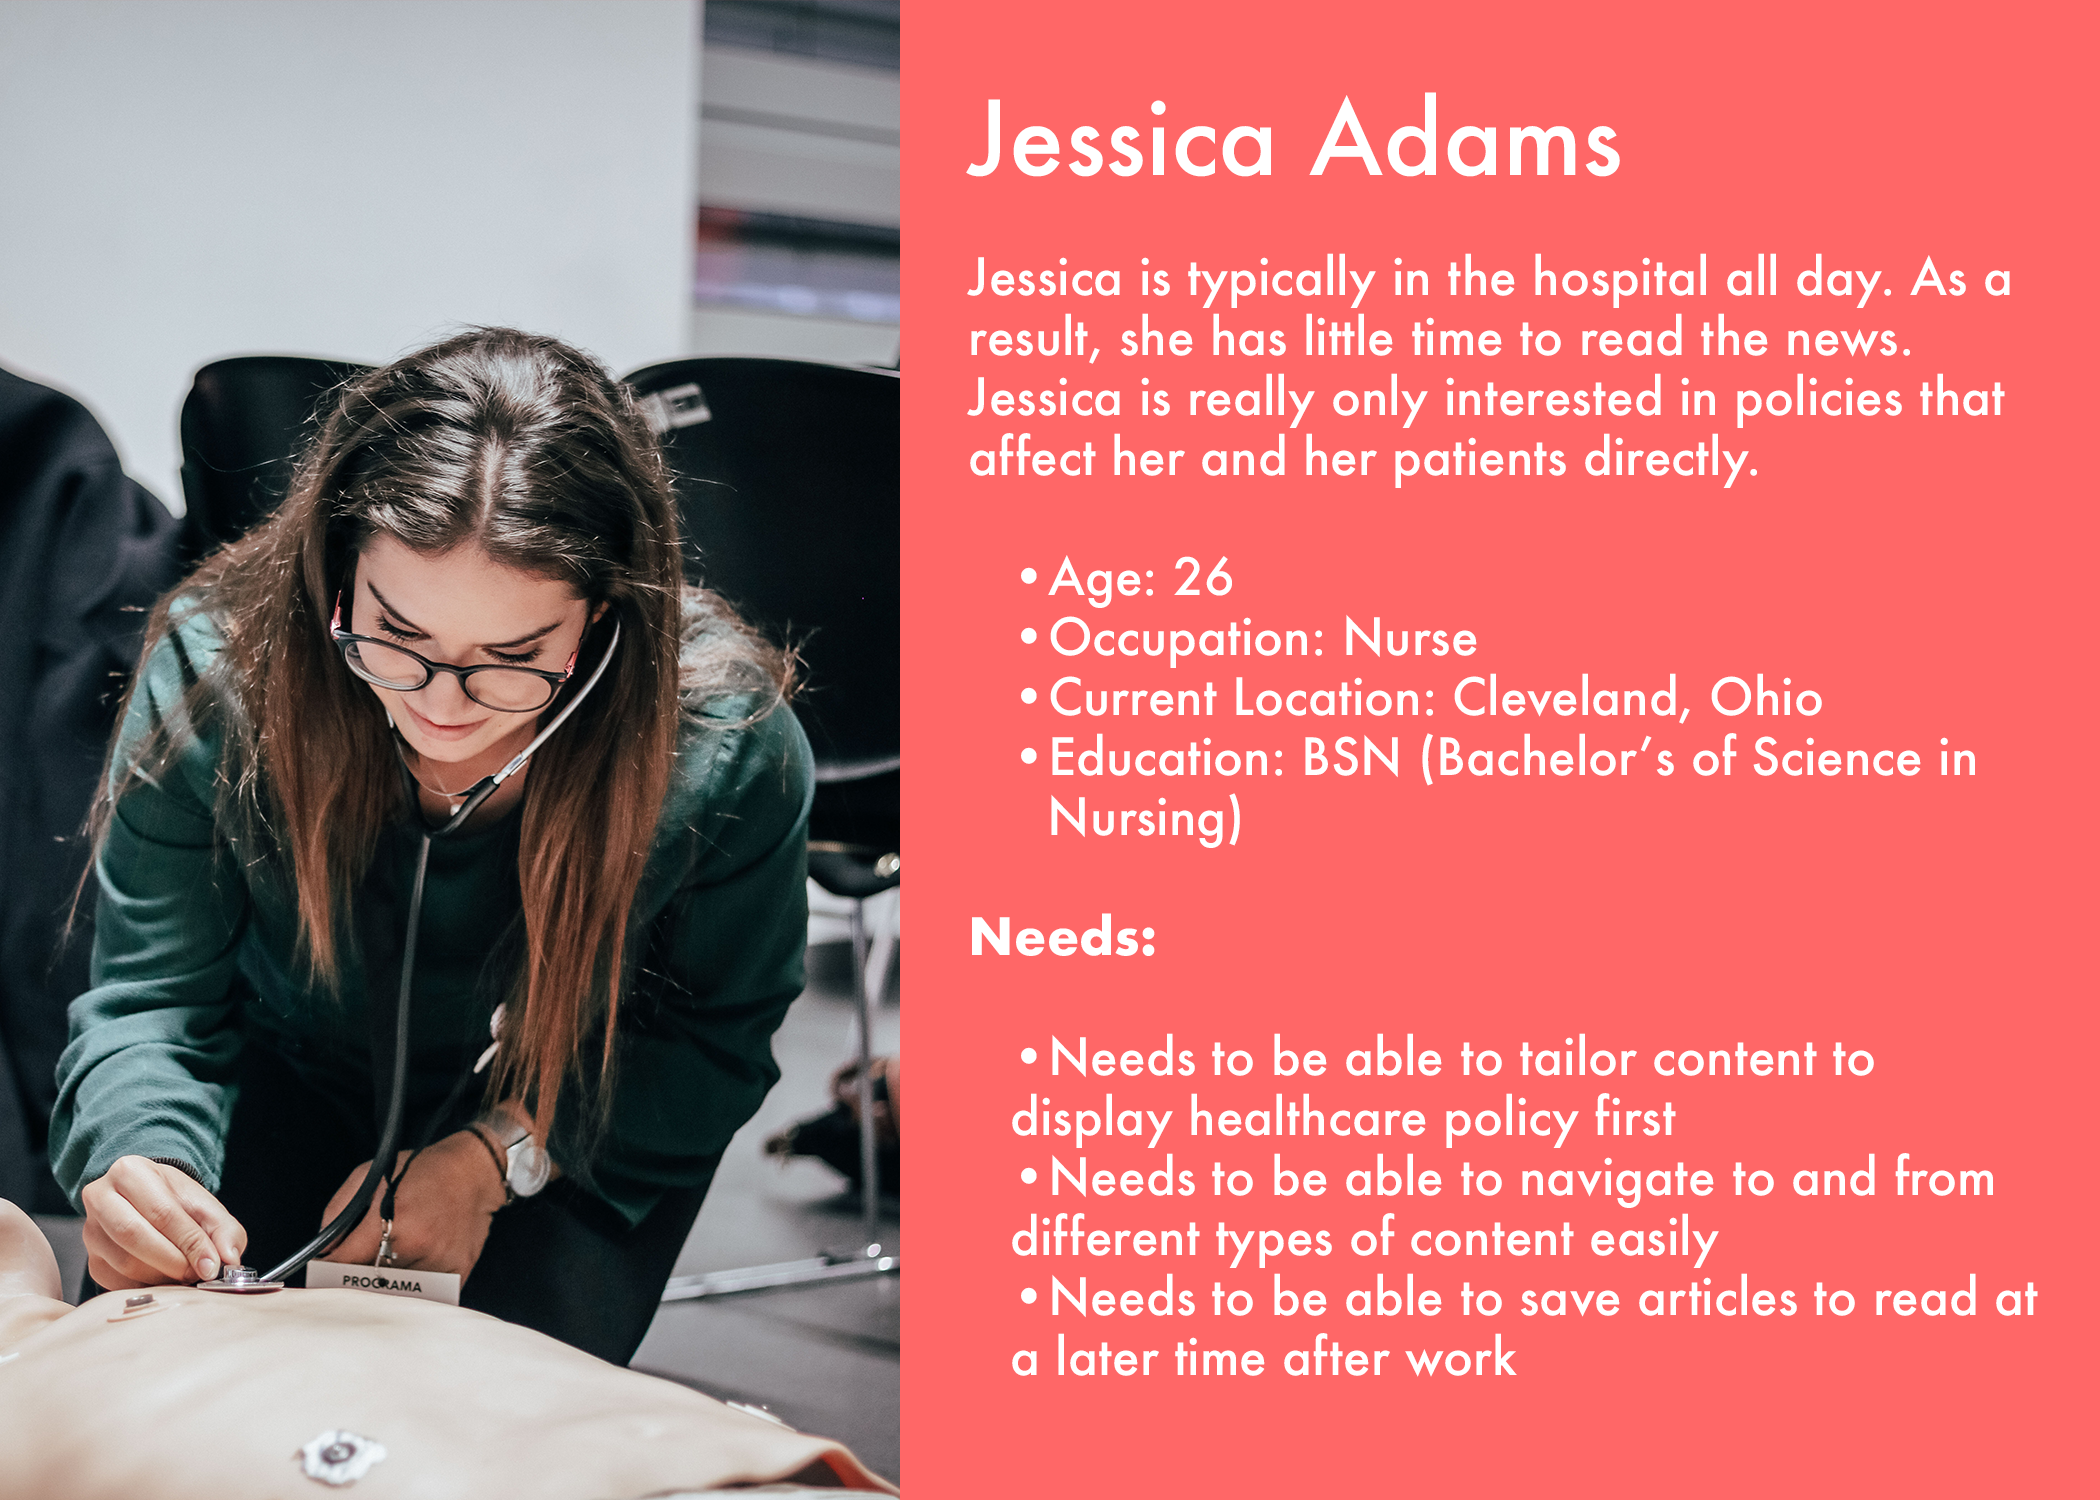 Jessica Adams
Jessica is typically in the hospital all day. As a
result, she has little time to read the news.
Jessica is really only interested in policies that
affect her and her patients directly.
•Age: 26
•Occupation: Nurse
•Current Location: Cleveland, Ohio
•Education: BSN (Bachelor’s of Science in
Nursing)
Needs:
•Needs to be able to tailor content to
display healthcare policy first
•Needs to be able to navigate to and from
different types of content easily
•Needs to be able to save articles to read at
a later time after work
PROGRAMA